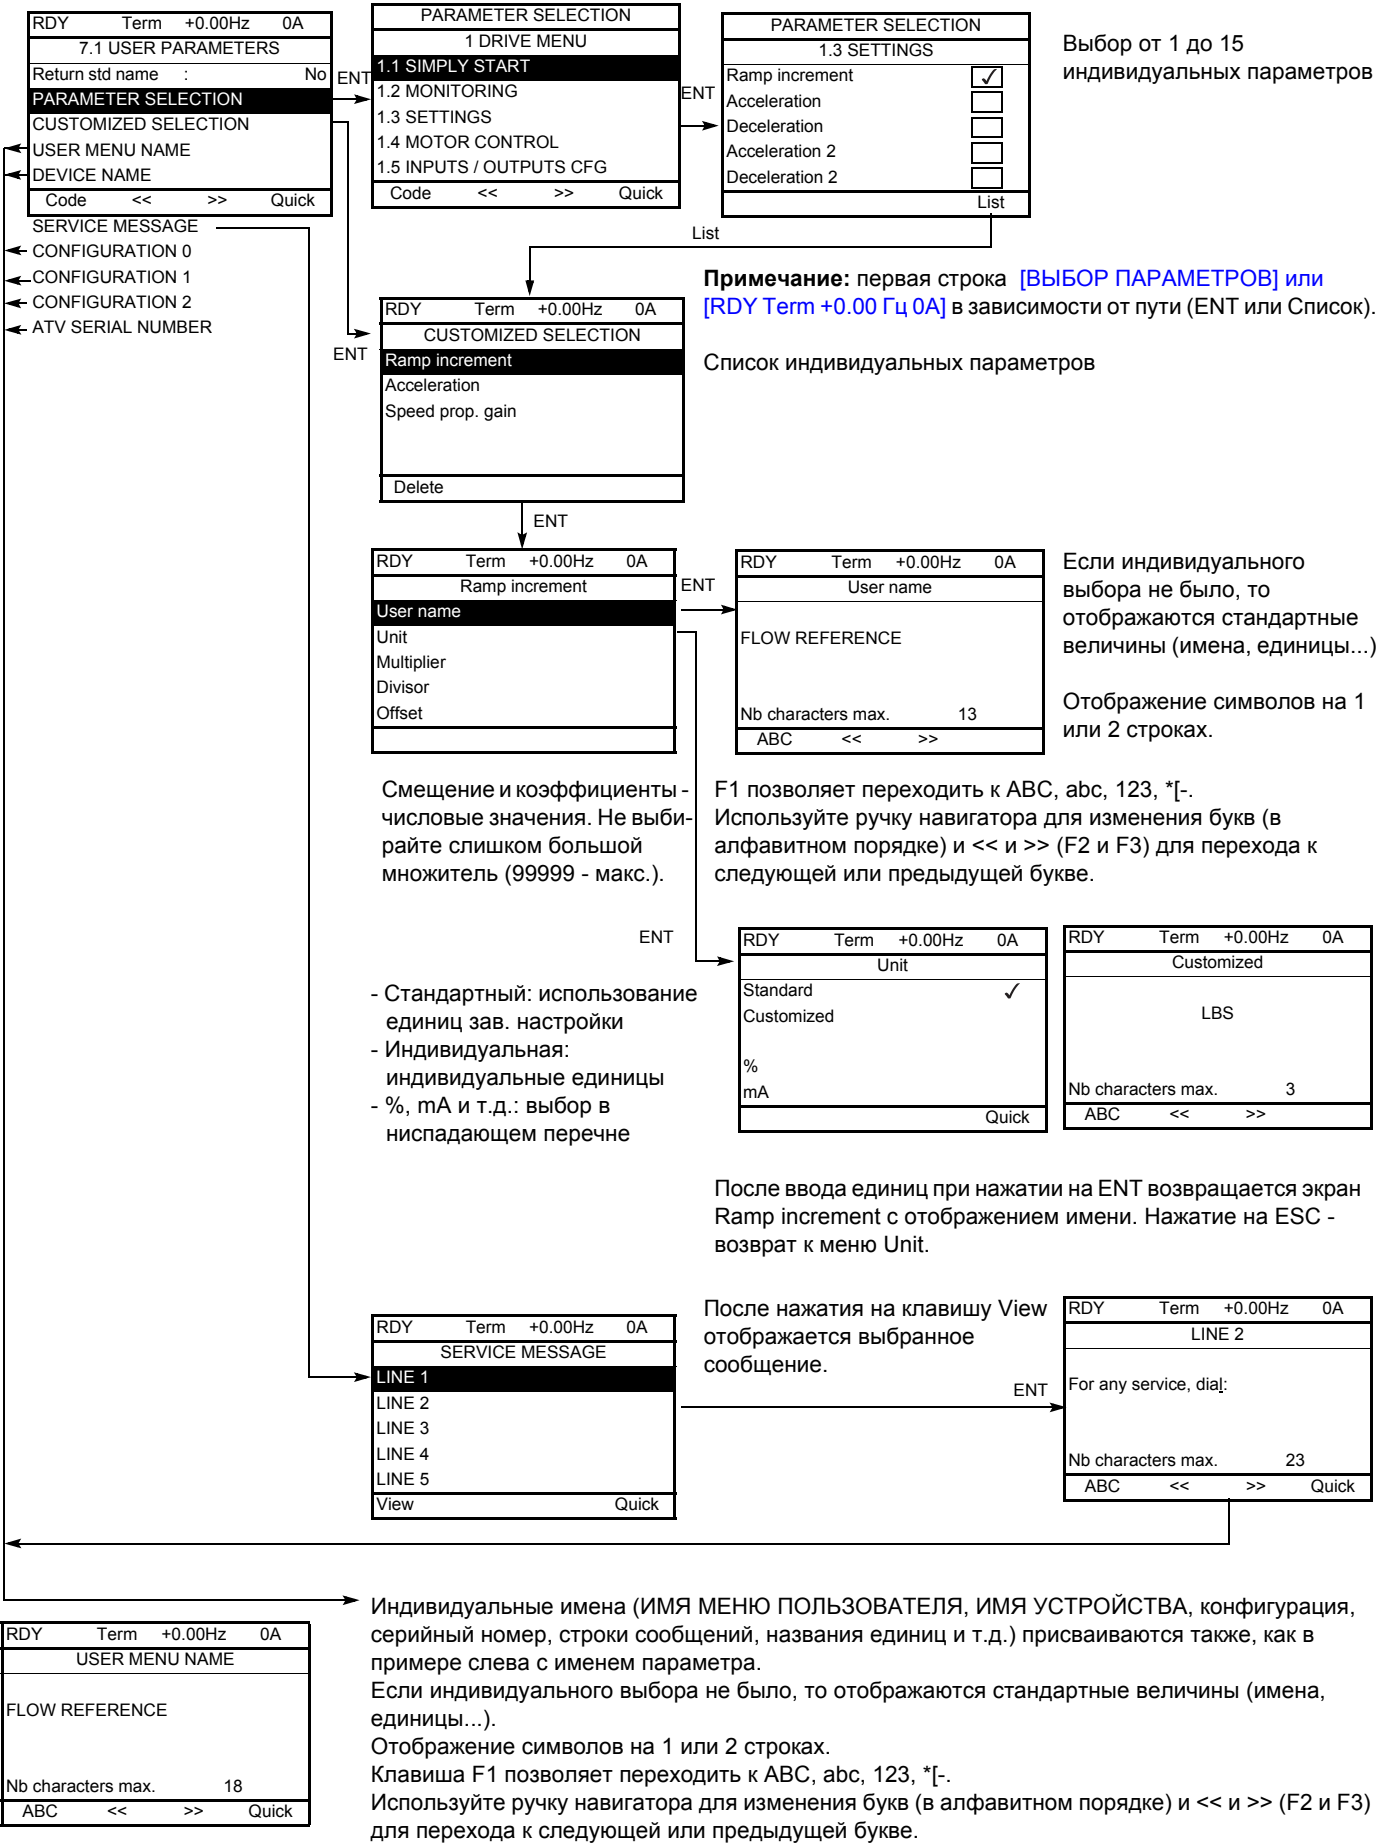 RDY Term +0.00Hz 0A
7.1 USER PARAMETERS
Return std name : No
PARAMETER SELECTION
CUSTOMIZED SELECTION
USER MENU NAME
DEVICE NAME
Code << >> Quick
SERVICE MESSAGE
CONFIGURATION 0
CONFIGURATION 1
CONFIGURATION 2
ATV SERIAL NUMBER
ENT
PARAMETER SELECTION
1 DRIVE MENU
1.1 SIMPLY START
1.2 MONITORING
1.3 SETTINGS
1.4 MOTOR CONTROL
1.5 INPUTS / OUTPUTS CFG
Code << >> Quick
ENT
PARAMETER SELECTION
1.3 SETTINGS
Ramp increment ✓
Acceleration
Deceleration
Acceleration 2
Deceleration 2
List
Выбор от 1 до 15
индивидуальных параметров
List
Примечание: первая строка [ВЫБОР ПАРАМЕТРОВ] или
[RDY Term +0.00 Гц 0A] в зависимости от пути (ENT или Список).
ENT
RDY Term +0.00Hz 0A
CUSTOMIZED SELECTION
Ramp increment
Acceleration
Speed prop. gain
Delete
Список индивидуальных параметров
ENT
RDY Term +0.00Hz 0A
Ramp increment
User name
Unit
Multiplier
Divisor
Offset
ENT
RDY Term +0.00Hz 0A
User name
FLOW REFERENCE
Nb characters max. 13
ABC << >>
Если индивидуального
выбора не было, то
отображаются стандартные
величины (имена, единицы...)
Отображение символов на 1
или 2 строках.
Смещение и коэффициенты -
числовые значения. Не выби-
райте слишком большой
множитель (99999 - макс.).
F1 позволяет переходить к ABC, abc, 123, *[-.
Используйте ручку навигатора для изменения букв (в
алфавитном порядке) и << и >> (F2 и F3) для перехода к
следующей или предыдущей букве.
ENT
- Стандартный: использование
единиц зав. настройки
- Индивидуальная:
индивидуальные единицы
- %, mA и т.д.: выбор в
ниспадающем перечне
RDY Term +0.00Hz 0A
Unit
Standard ✓
Customized
%
mA
Quick
RDY Term +0.00Hz 0A
Customized
LBS
Nb characters max. 3
ABC << >>
После ввода единиц при нажатии на ENT возвращается экран
Ramp increment с отображением имени. Нажатие на ESC -
возврат к меню Unit.
RDY Term +0.00Hz 0A
SERVICE MESSAGE
LINE 1
LINE 2
LINE 3
LINE 4
LINE 5
View Quick
После нажатия на клавишу View
отображается выбранное
сообщение.
ENT
RDY Term +0.00Hz 0A
LINE 2
For any service, dial:
Nb characters max. 23
ABC << >> Quick
RDY Term +0.00Hz 0A
USER MENU NAME
FLOW REFERENCE
Nb characters max. 18
ABC << >> Quick
Индивидуальные имена (ИМЯ МЕНЮ ПОЛЬЗОВАТЕЛЯ, ИМЯ УСТРОЙСТВА, конфигурация,
серийный номер, строки сообщений, названия единиц и т.д.) присваиваются также, как в
примере слева с именем параметра.
Если индивидуального выбора не было, то отображаются стандартные величины (имена,
единицы...).
Отображение символов на 1 или 2 строках.
Клавиша F1 позволяет переходить к ABC, abc, 123, *[-.
Используйте ручку навигатора для изменения букв (в алфавитном порядке) и << и >> (F2 и F3)
для перехода к следующей или предыдущей букве.